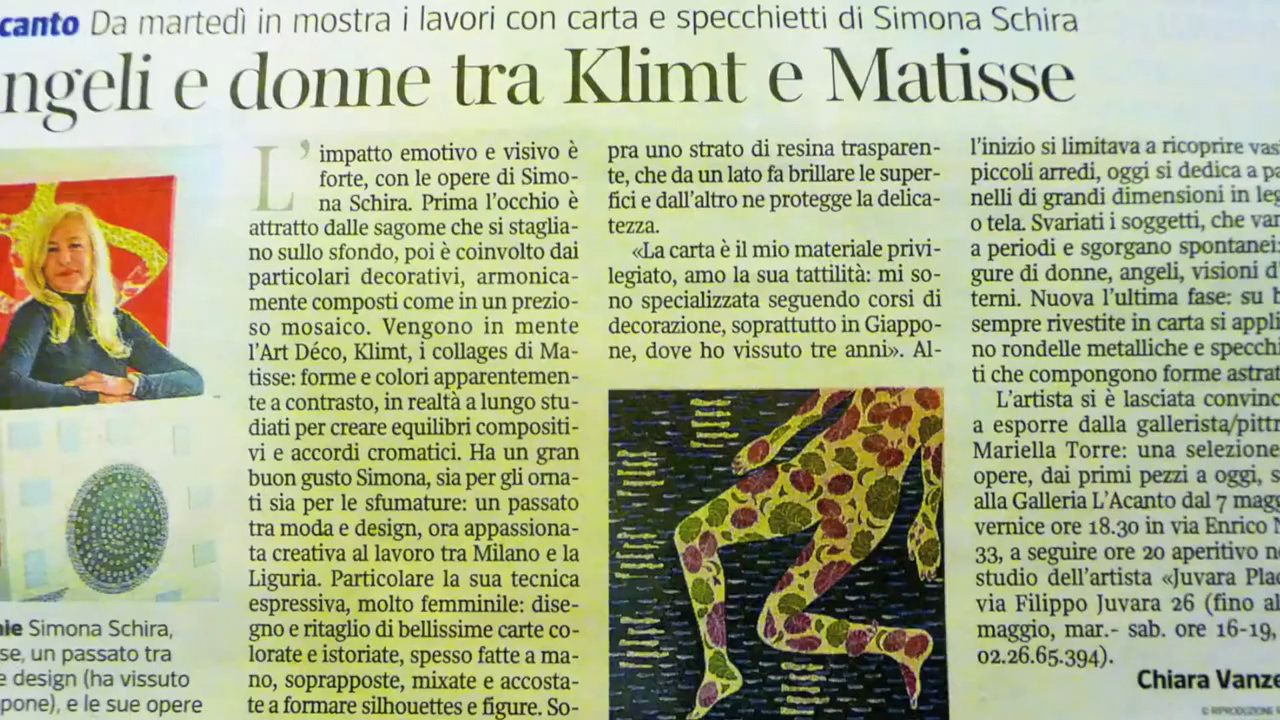 canto Da martedì in mostra i lavori con carta e specchietti di Simona Schira
ngeli e donne tra Klimt e Matisse
L'impatto emotivo e visivo è
forte, con le opere di Simo-
na Schira. Prima l'occhio è
attratto dalle sagome che si staglia-
no sullo sfondo, poi è coinvolto dai
particolari decorativi, armonica-
mente composti come in un prezio-
so mosaico. Vengono in mente
l'Art Déco, Klimt, i collages di Ma-
tisse: forme e colori apparentemen-
te a contrasto, in realtà a lungo stu-
diati per creare equilibri compositi-
vi e accordi cromatici. Ha un gran
buon gusto Simona, sia per gli orna-
ti sia per le sfumature: un passato
tra moda e design, ora appassiona-
ta creativa al lavoro tra Milano e la
Liguria. Particolare la sua tecnica
espressiva, molto femminile: dise-
gno e ritaglio di bellissime carte co-
lorate e istoriate, spesso fatte a ma-
no, soprapposte, mixate e accosta-
te a formare silhouettes e figure. So-
pra uno strato di resina trasparen-
te, che da un lato fa brillare le super-
fici e dall'altro ne protegge la delica-
tezza.
«La carta è il mio materiale privi-
legiato, amo la sua tattilità: mi so-
no specializzata seguendo corsi di
decorazione, soprattutto in Giappo-
ne, dove ho vissuto tre anni». Al-
l'inizio si limitava a ricoprire vas
piccoli arredi, oggi si dedica a pa
nelli di grandi dimensioni in leg
o tela. Svariati i soggetti, che var
a periodi e sgorgano spontanei:
gure di donne, angeli, visioni d'
terni. Nuova l'ultima fase: su b
sempre rivestite in carta si appli
no rondelle metalliche e specchi
ti che compongono forme astrat
L'artista si è lasciata convinc
a esporre dalla gallerista/pittr
Mariella Torre: una selezione
opere, dai primi pezzi a oggi, s
alla Galleria L'Acanto dal 7 magg
vernice ore 18.30 in via Enrico
33, a seguire ore 20 aperitivo n
studio dell'artista «Juvara Plac
via Filippo Juvara 26 (fino al
maggio, mar.- sab. ore 16-19,
02.26.65.394).
Chiara Vanze
© RIPRODUZIONE R
Simona Schira,
se, un passato tra
e design (ha vissuto
pone), e le sue opere